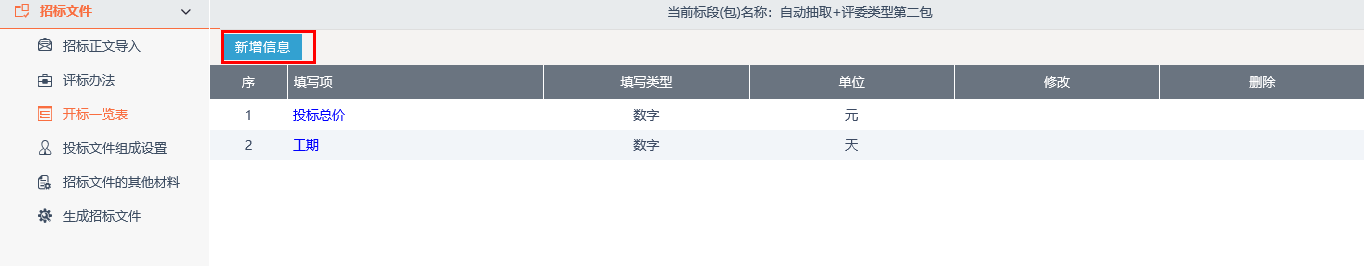 招标文件
当前标段(包)名称：自动抽取+评委类型第二包
招标正文导入
评标办法
开标一览表
投标文件组成设置
招标文件的其他材料
生成招标文件
新增信息
序 填写项 填写类型 单位 修改 删除
1 投标总价 数字 元
2 工期 数字 天